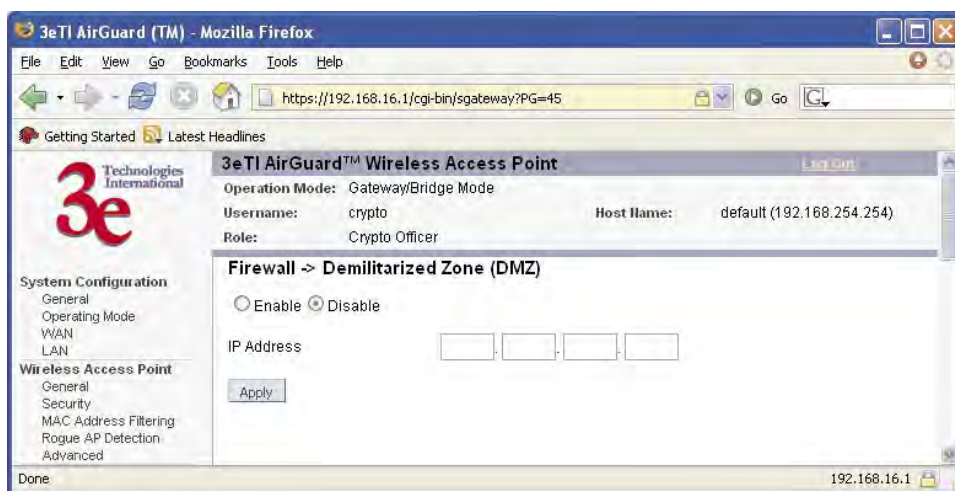 3eTI AirGuard (TM) - Mozilla Firefox
File Edit View Go Bookmarks Tools Help
https://192.168.16.1/cgi-bin/sgateway?PG=45 Go G
Getting Started Latest Headlines
3e Technologies International
3eTI AirGuard™ Wireless Access Point Log Out
Operation Mode: Gateway/Bridge Mode
Username: crypto Host Name: default (192.168.254.254)
Role: Crypto Officer
System Configuration
General
Operating Mode
WAN
LAN
Wireless Access Point
General
Security
MAC Address Filtering
Rogue AP Detection
Advanced
Firewall -> Demilitarized Zone (DMZ)
Enable Disable
IP Address . . .
Apply
Done 192.168.16.1